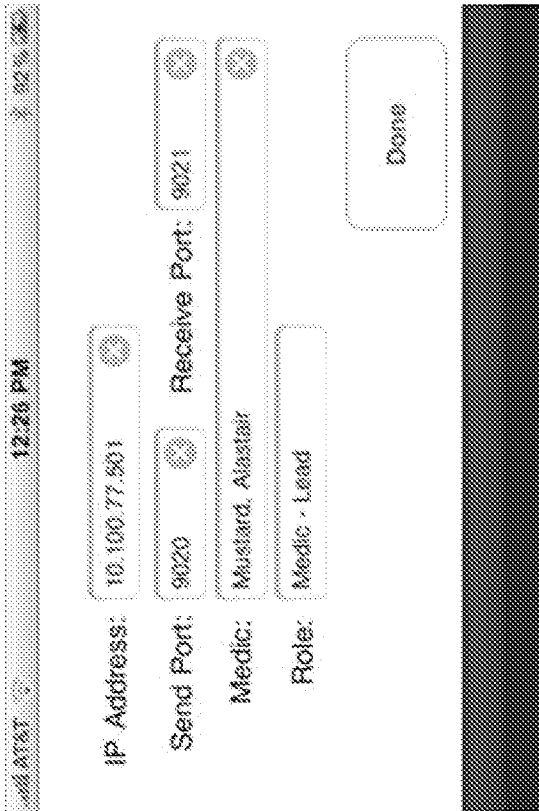 AT&T 12:26 PM 92%
IP Address: 10.100.77.501
Send Port: 9020 Receive Port: 9021
Medic: Mustard, Alastair
Role: Medic - Lead
Done